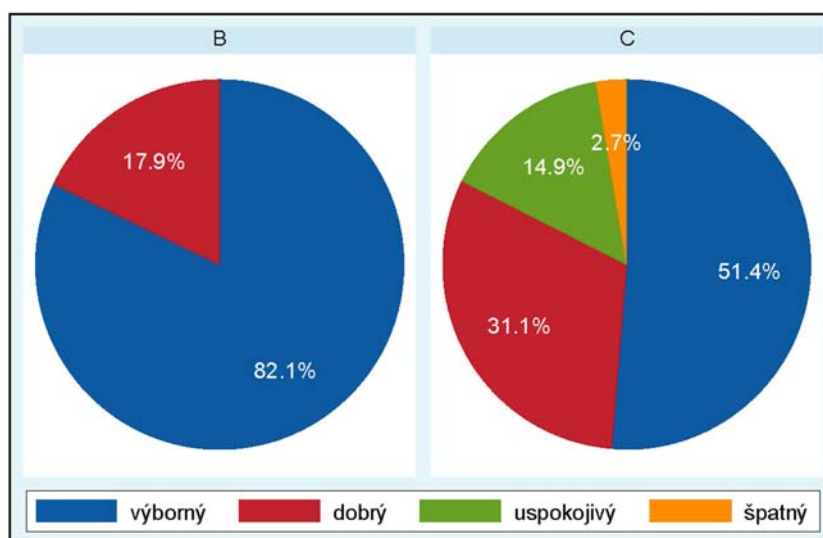 B
C
17.9%
82.1%
2.7%
14.9%
51.4%
31.1%
výborný
dobrý
uspokojivý
špatný